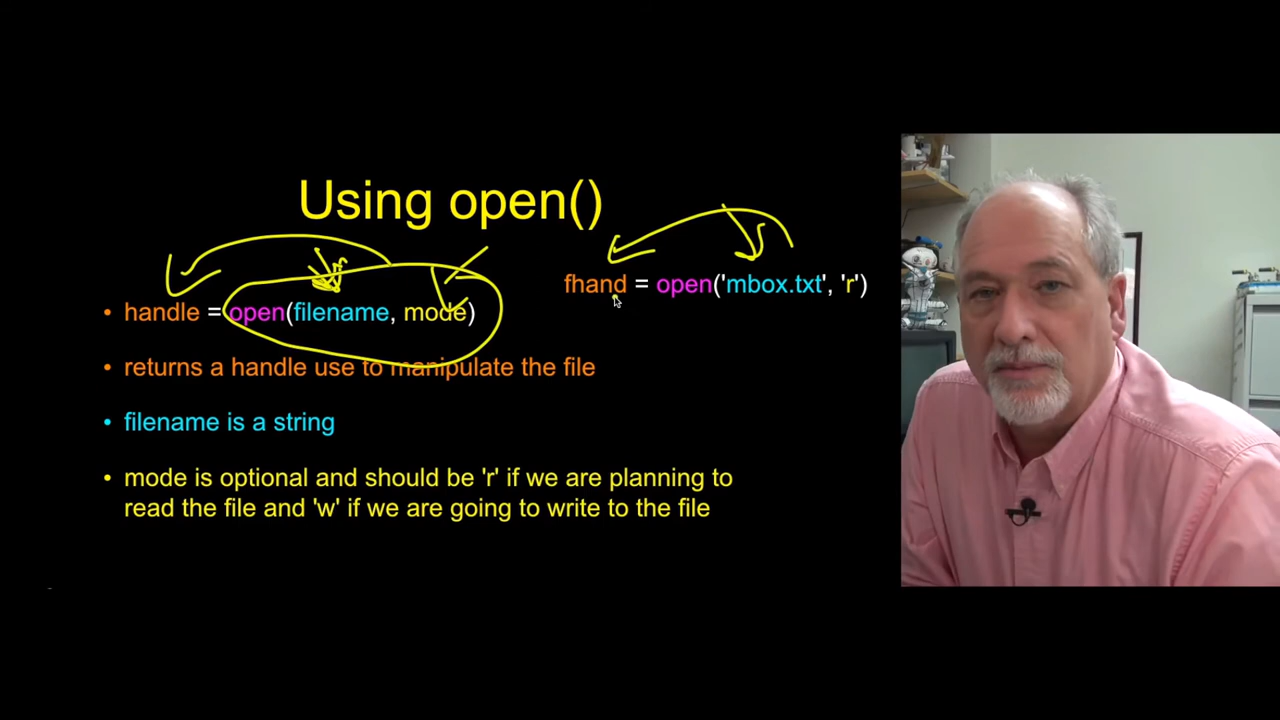 Using open()
fhand = open('mbox.txt', 'r')
• handle = open(filename, mode)
• returns a handle use to manipulate the file
• filename is a string
• mode is optional and should be 'r' if we are planning to
read the file and 'w' if we are going to write to the file